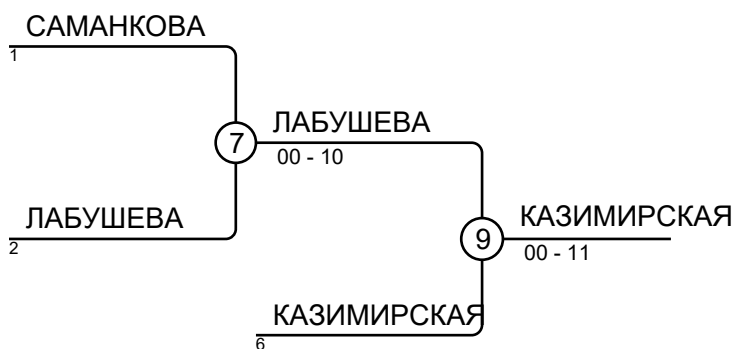 САМАНКОВА
1
7
ЛАБУШЕВА
00 - 10
ЛАБУШЕВА
2
9
КАЗИМИРСКАЯ
00 - 11
КАЗИМИРСКАЯ
6